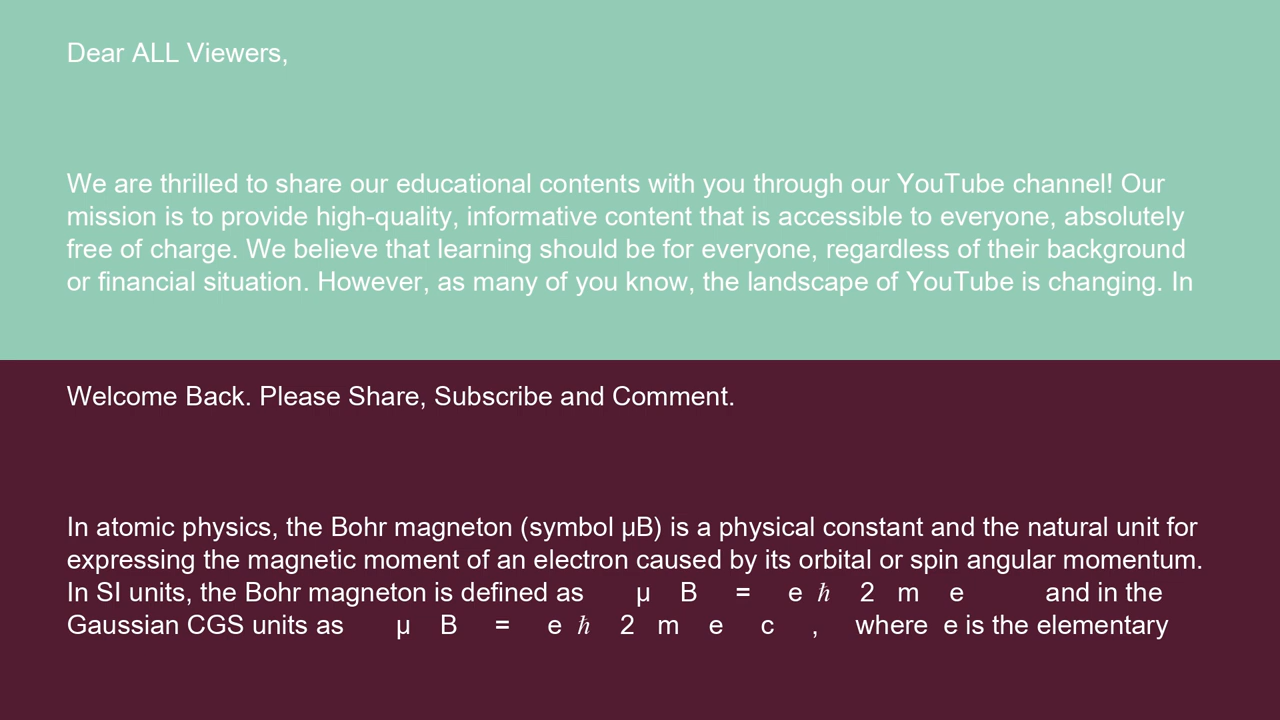 Dear ALL Viewers,
We are thrilled to share our educational contents with you through our YouTube channel! Our
mission is to provide high-quality, informative content that is accessible to everyone, absolutely
free of charge. We believe that learning should be for everyone, regardless of their background
or financial situation. However, as many of you know, the landscape of YouTube is changing. In
Welcome Back. Please Share, Subscribe and Comment.
In atomic physics, the Bohr magneton (symbol μB) is a physical constant and the natural unit for
expressing the magnetic moment of an electron caused by its orbital or spin angular momentum.
In SI units, the Bohr magneton is defined as μ B = e ℏ 2 m e and in the
Gaussian CGS units as μ B = e ℏ 2 m e c , where e is the elementary